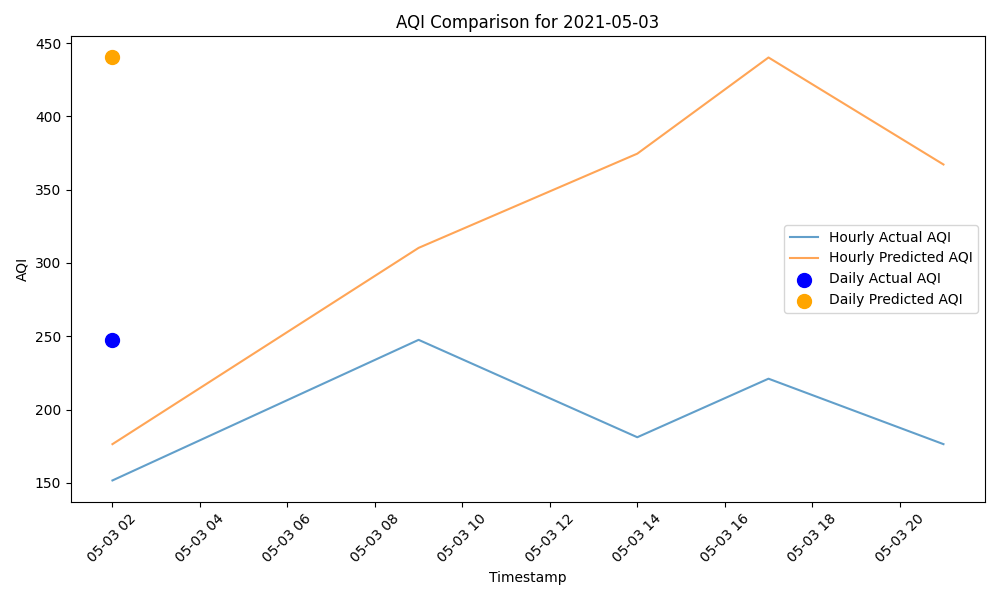 AQI Comparison for 2021-05-03
450
400
350
300
250
200
150
AQI
Hourly Actual AQI
Hourly Predicted AQI
Daily Actual AQI
Daily Predicted AQI
05-03 02
05-03 04
05-03 06
05-03 08
05-03 10
05-03 12
05-03 14
05-03 16
05-03 18
05-03 20
Timestamp